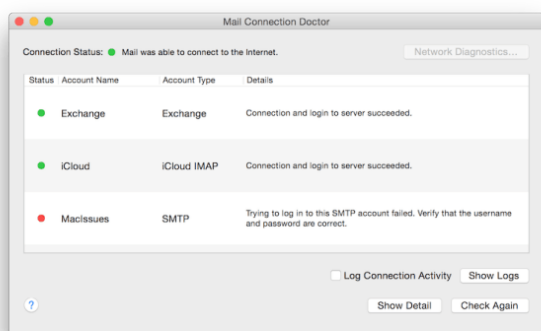 Mail Connection Doctor
Connection Status: Mail was able to connect to the Internet.
Network Diagnostics...
Status Account Name Account Type Details
Exchange Exchange Connection and login to server succeeded.
iCloud iCloud IMAP Connection and login to server succeeded.
MacIssues SMTP Trying to log in to this SMTP account failed. Verify that the username
and password are correct.
Log Connection Activity Show Logs
? Show Detail Check Again